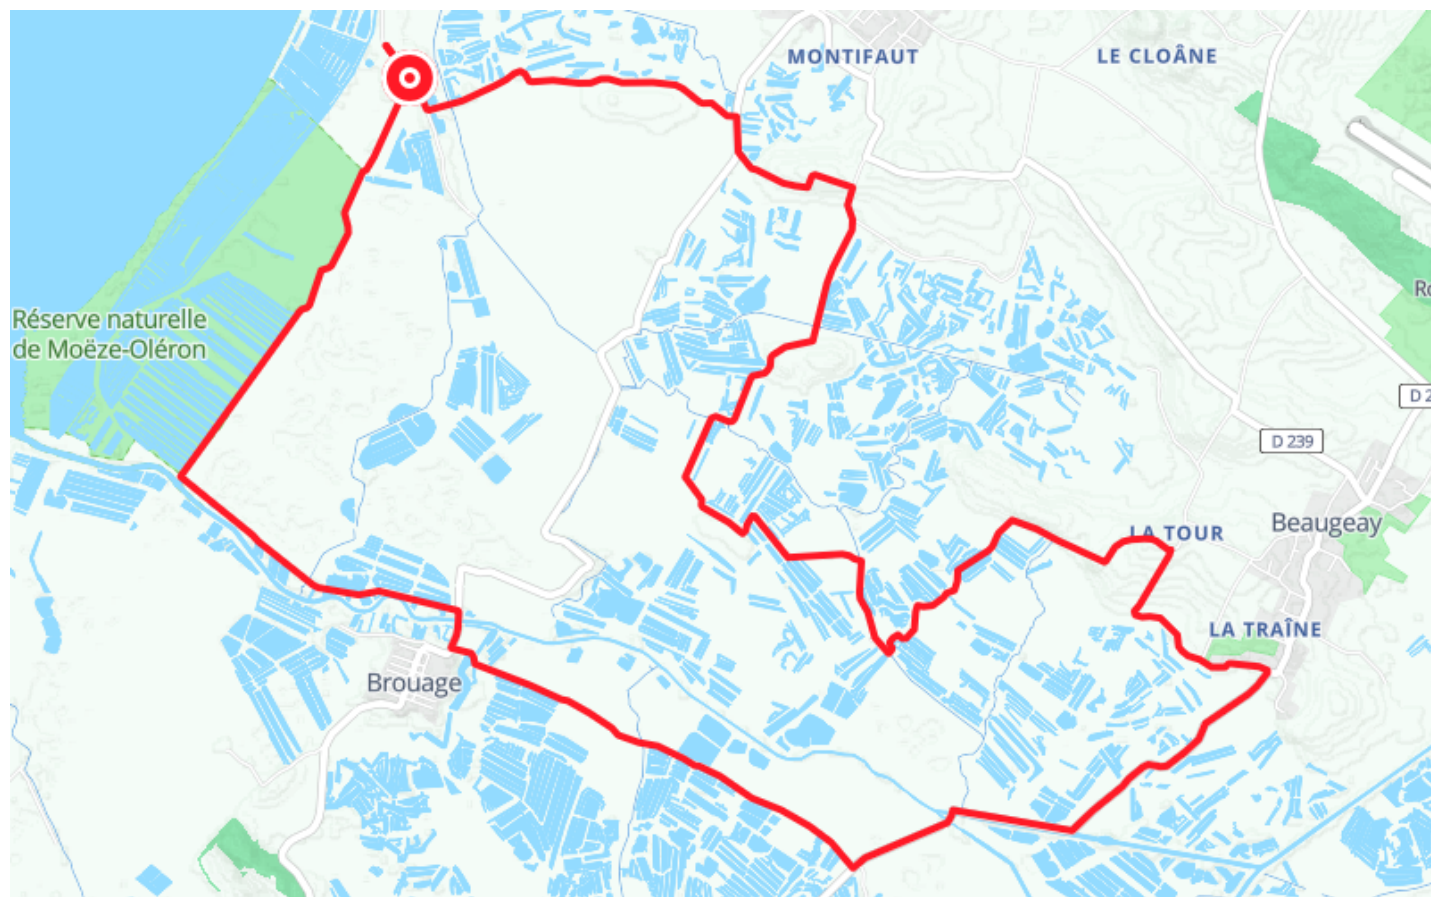 MONTIFAUT
LE CLOÂNE
Réserve naturelle
de Moëze-Oléron
D 239
Beaugeay
LA TOUR
LA TRAÎNE
Brouage